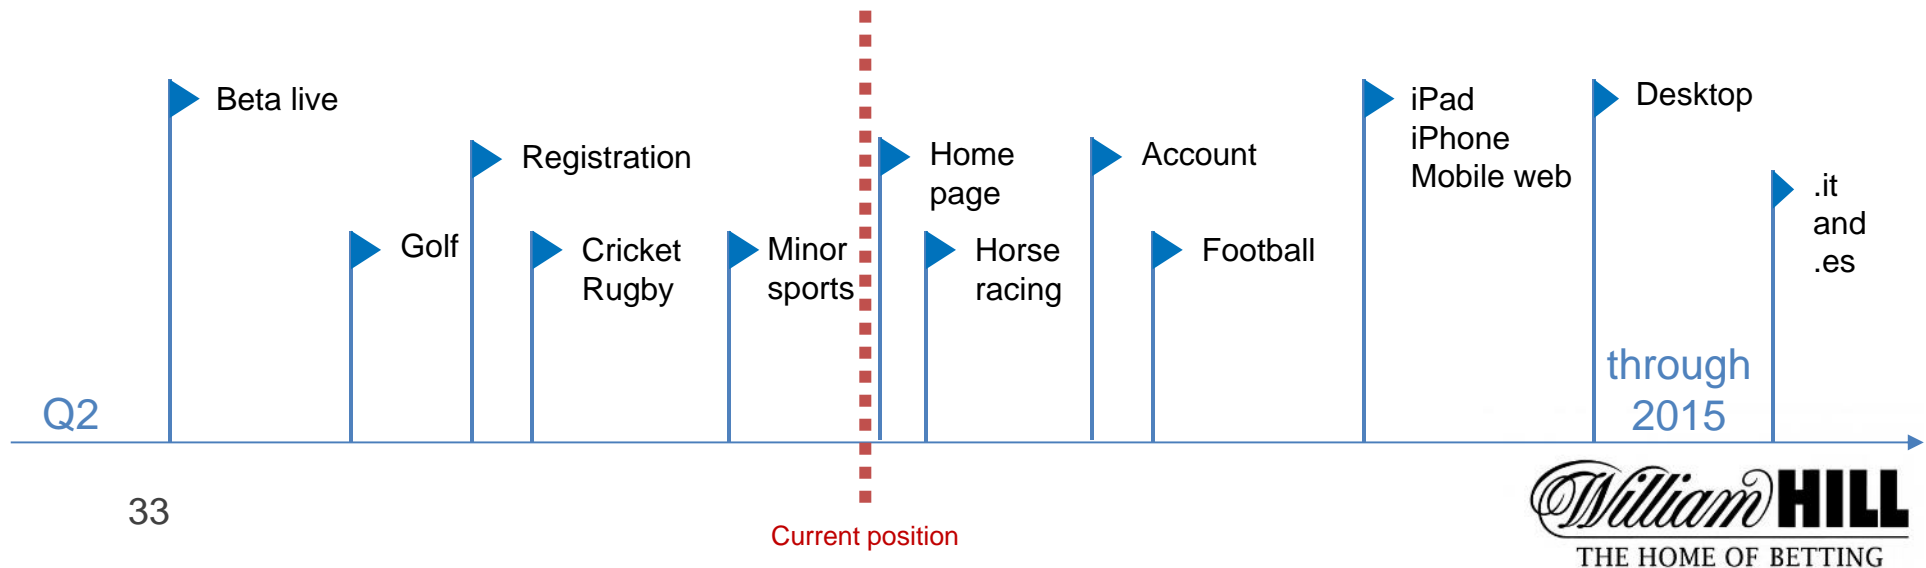 Beta live
Golf
Registration
Cricket
Rugby
Minor
sports
Home
page
Horse
racing
Account
Football
iPad
iPhone
Mobile web
Desktop
.it
and
.es
Q2
through
2015
33
Current position
William HILL
THE HOME OF BETTING